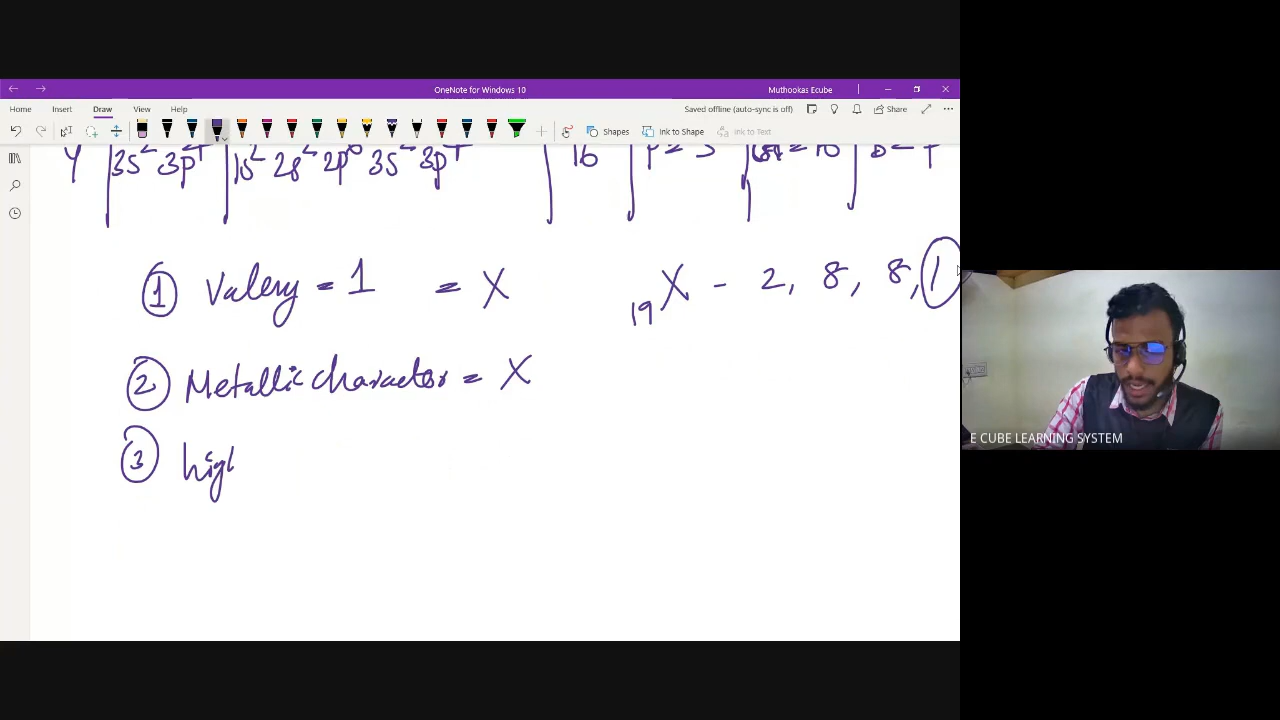 OneNote for Windows 10
Muthookas Ecube
Home Insert Draw View Help
Saved offline (auto-sync is off)
Share
Shapes
Ink to Shape
Ink to Text
Y 3s² 3p⁴ 1s² 2s² 2p⁶ 3s² 3p⁴ 16 P = 3
① Valency = 1 = X
₁₉X - 2, 8, 8, 1
② Metallic character = X
③ high
E CUBE LEARNING SYSTEM